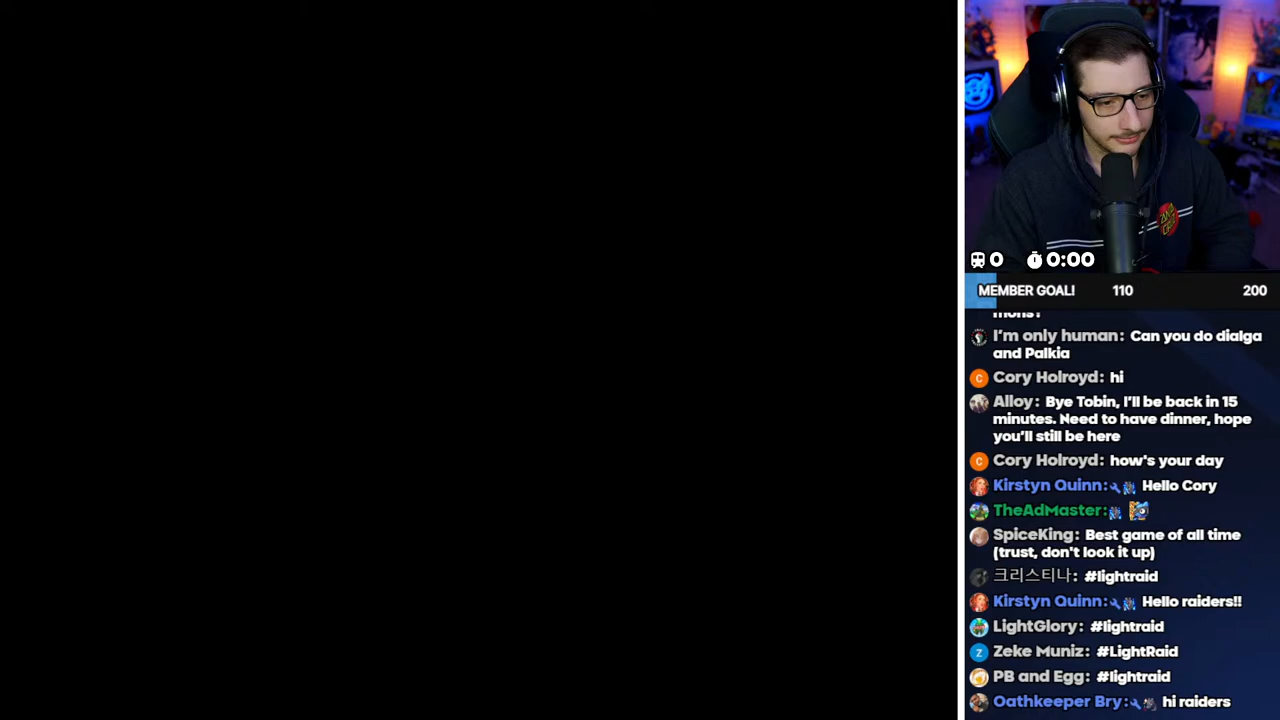 0 0:00
MEMBER GOAL! 110 200
mons?
I'm only human: Can you do dialga
and Palkia
Cory Holroyd: hi
Alloy: Bye Tobin, I'll be back in 15
minutes. Need to have dinner, hope
you'll still be here
Cory Holroyd: how's your day
Kirstyn Quinn: Hello Cory
TheAdMaster:
SpiceKing: Best game of all time
(trust, don't look it up)
크리스티나: #lightraid
Kirstyn Quinn: Hello raiders!!
LightGlory: #lightraid
Zeke Muniz: #LightRaid
PB and Egg: #lightraid
Oathkeeper Bry: hi raiders